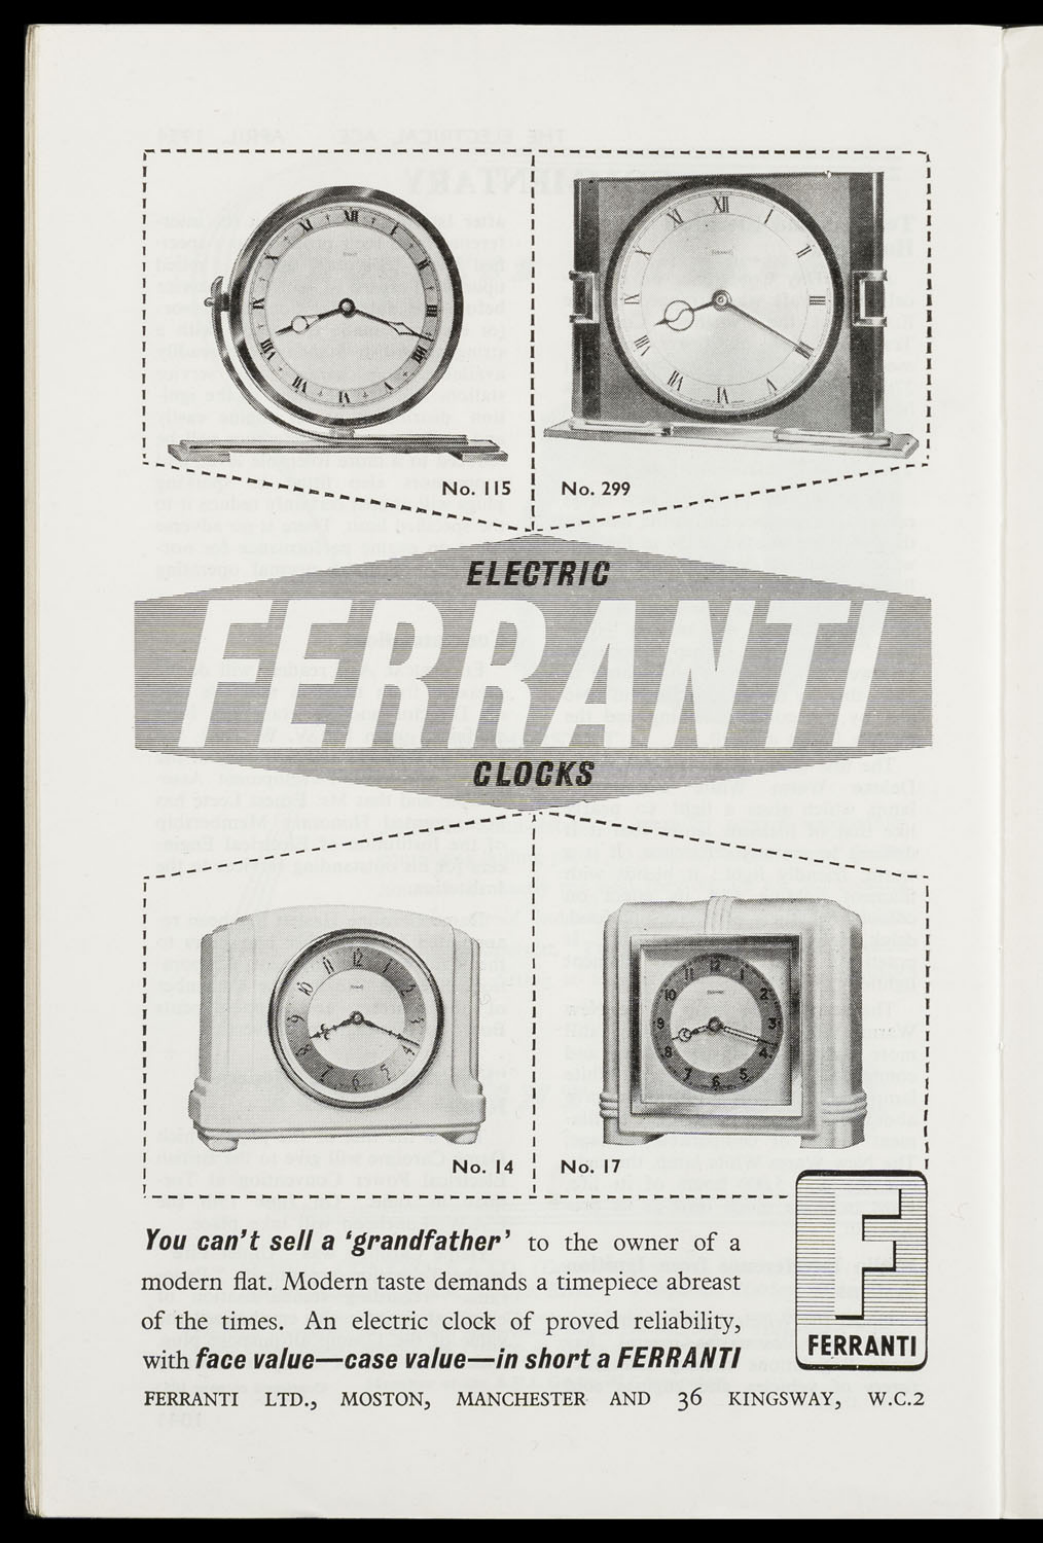 No. 115
No. 299
ELECTRIC
FERRANTI
CLOCKS
No. 14
No. 17
You can't sell a 'grandfather' to the owner of a
modern flat. Modern taste demands a timepiece abreast
of the times. An electric clock of proved reliability,
with face value—case value—in short a FERRANTI
F
FERRANTI
FERRANTI LTD., MOSTON, MANCHESTER AND 36 KINGSWAY, W.C.2